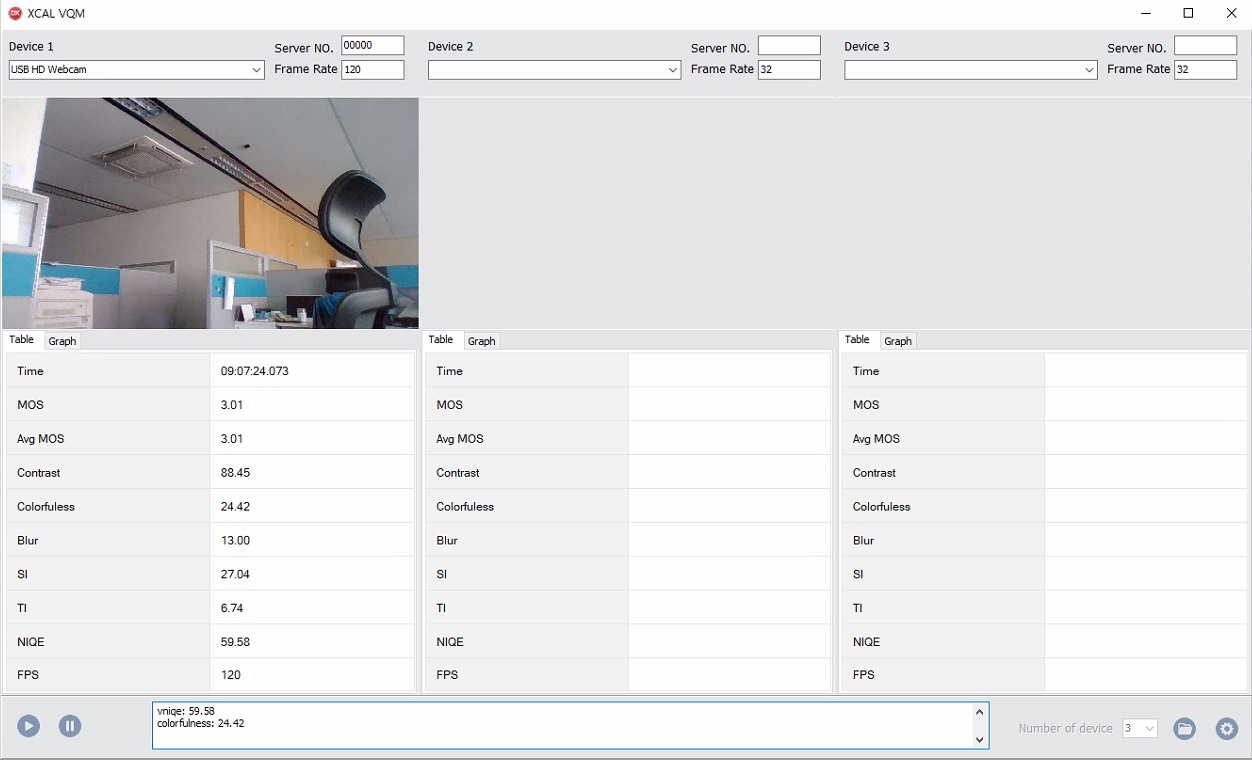 XCAL VQM
Device 1 Server NO. 00000 Device 2 Server NO. Device 3 Server NO.
USB HD Webcam Frame Rate 120 Frame Rate 32 Frame Rate 32
Table Graph Table Graph Table Graph
Time 09:07:24.073 Time Time
MOS 3.01 MOS MOS
Avg MOS 3.01 Avg MOS Avg MOS
Contrast 88.45 Contrast Contrast
Colorfuless 24.42 Colorfuless Colorfuless
Blur 13.00 Blur Blur
SI 27.04 SI SI
TI 6.74 TI TI
NIQE 59.58 NIQE NIQE
FPS 120 FPS FPS
vniqe: 59.58
colorfulness: 24.42
Number of device 3